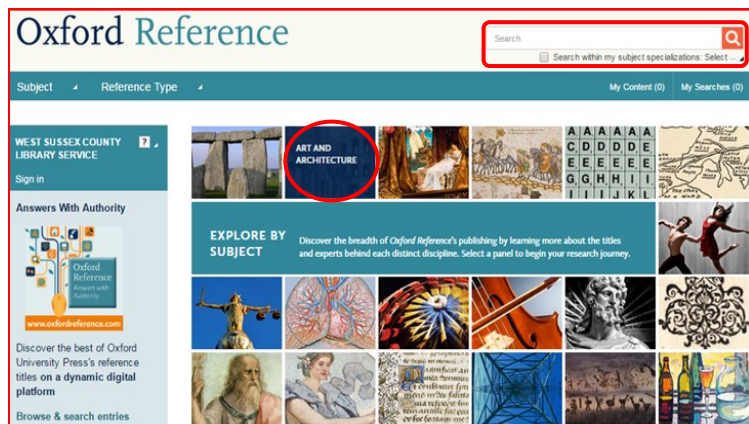 Oxford Reference
Search
Search within my subject specializations: Select ...
Subject
Reference Type
My Content (0)
My Searches (0)
WEST SUSSEX COUNTY
LIBRARY SERVICE
?
Sign in
ART AND
ARCHITECTURE
A A A A A A
C D D D D E
E E E E E E
G G H H I I
I I I J K L
Answers With Authority
EXPLORE BY
SUBJECT
Discover the breadth of Oxford Reference's publishing by learning more about the titles
and experts behind each distinct discipline. Select a panel to begin your research journey.
Oxford
Reference
Answers with
Authority
www.oxfordreference.com
Discover the best of Oxford
University Press's reference
titles on a dynamic digital
platform
Browse & search entries